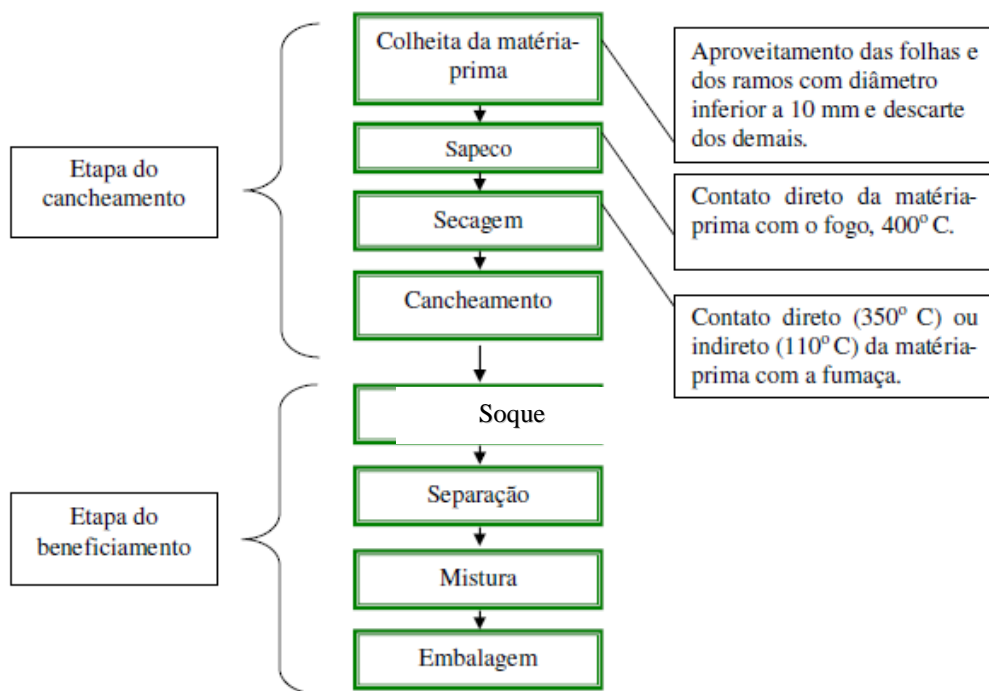 Colheita da matéria-
prima
Aproveitamento das folhas e
dos ramos com diâmetro
inferior a 10 mm e descarte
dos demais.
Etapa do
cancheamento
Sapeco
Contato direto da matéria-
prima com o fogo, 400º C.
Secagem
Cancheamento
Contato direto (350º C) ou
indireto (110º C) da matéria-
prima com a fumaça.
Etapa do
beneficiamento
Soque
Separação
Mistura
Embalagem